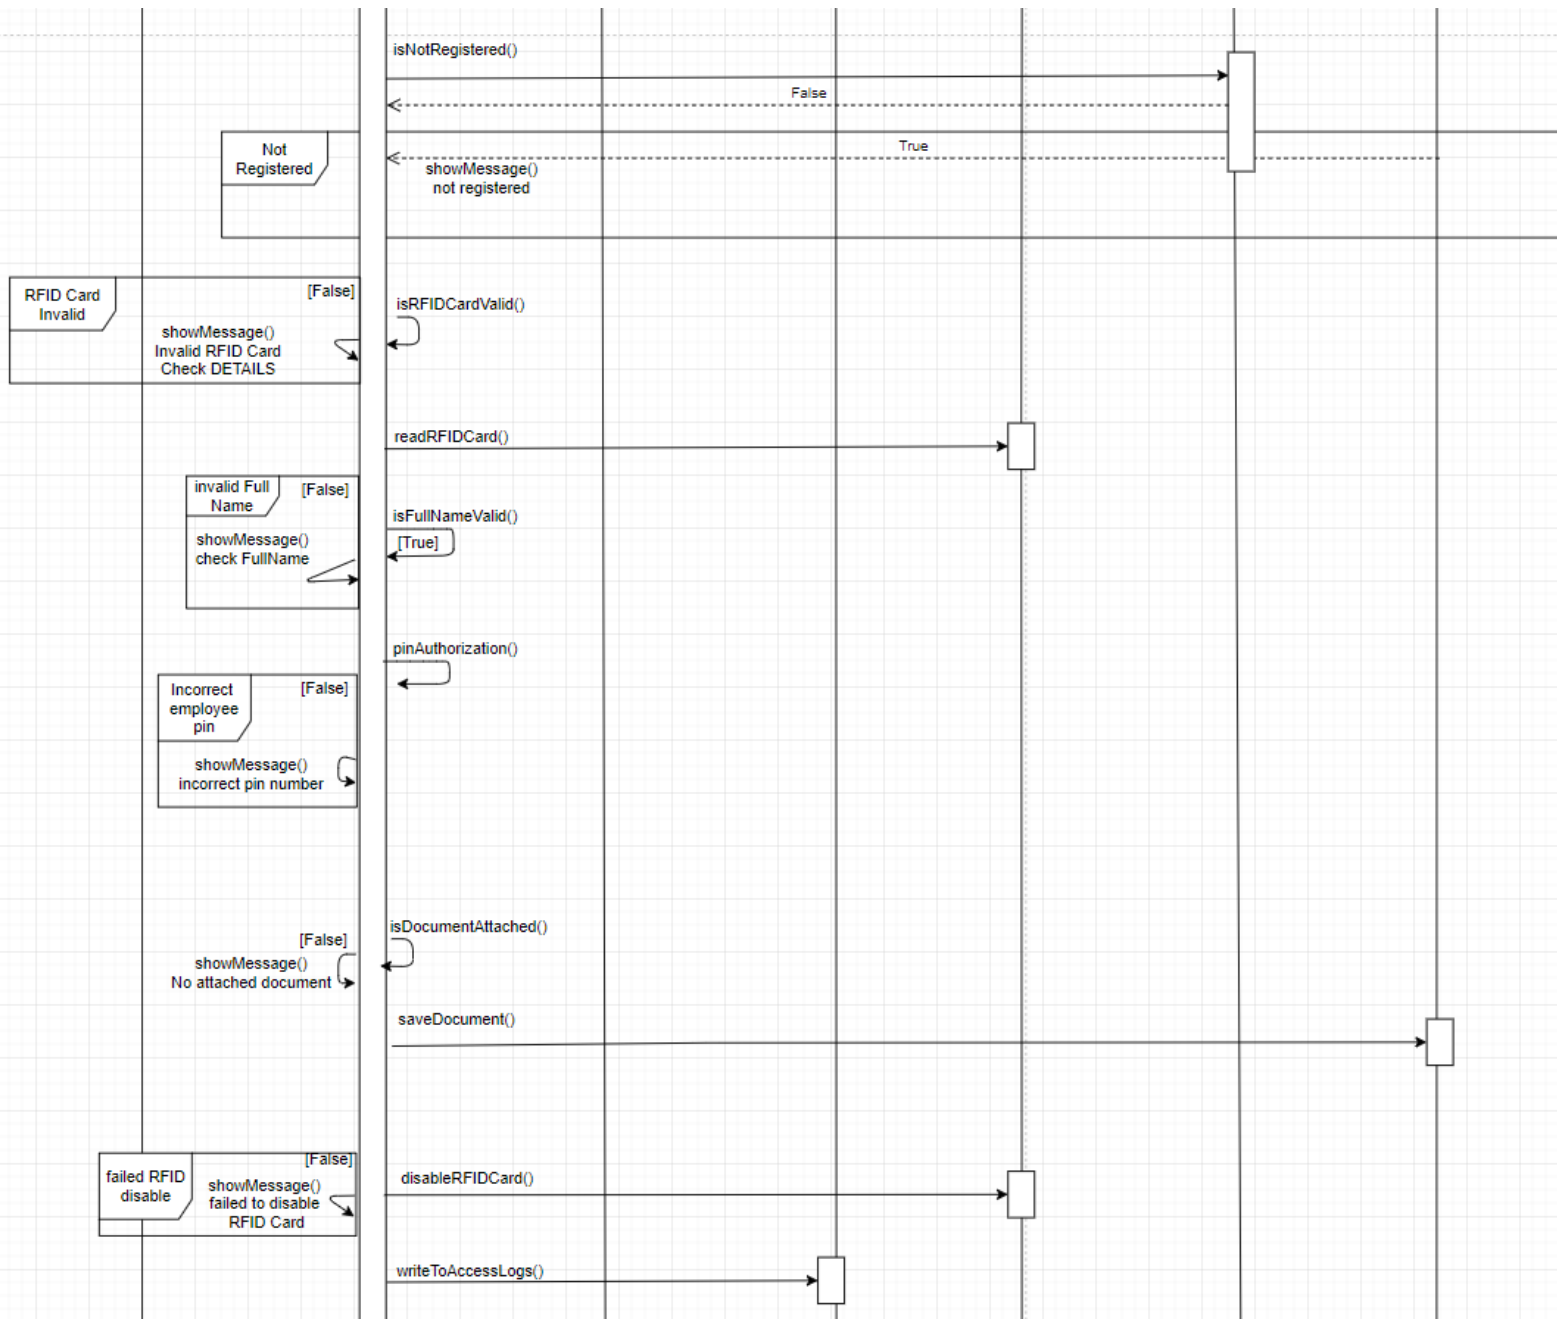 isNotRegistered()
False
True
Not
Registered
showMessage()
not registered
RFID Card
Invalid
[False]
isRFIDCardValid()
showMessage()
Invalid RFID Card
Check DETAILS
readRFIDCard()
invalid Full
Name
[False]
isFullNameValid()
[True]
showMessage()
check FullName
pinAuthorization()
Incorrect
employee
pin
[False]
showMessage()
incorrect pin number
isDocumentAttached()
[False]
showMessage()
No attached document
saveDocument()
failed RFID
disable
[False]
showMessage()
failed to disable
RFID Card
disableRFIDCard()
writeToAccessLogs()